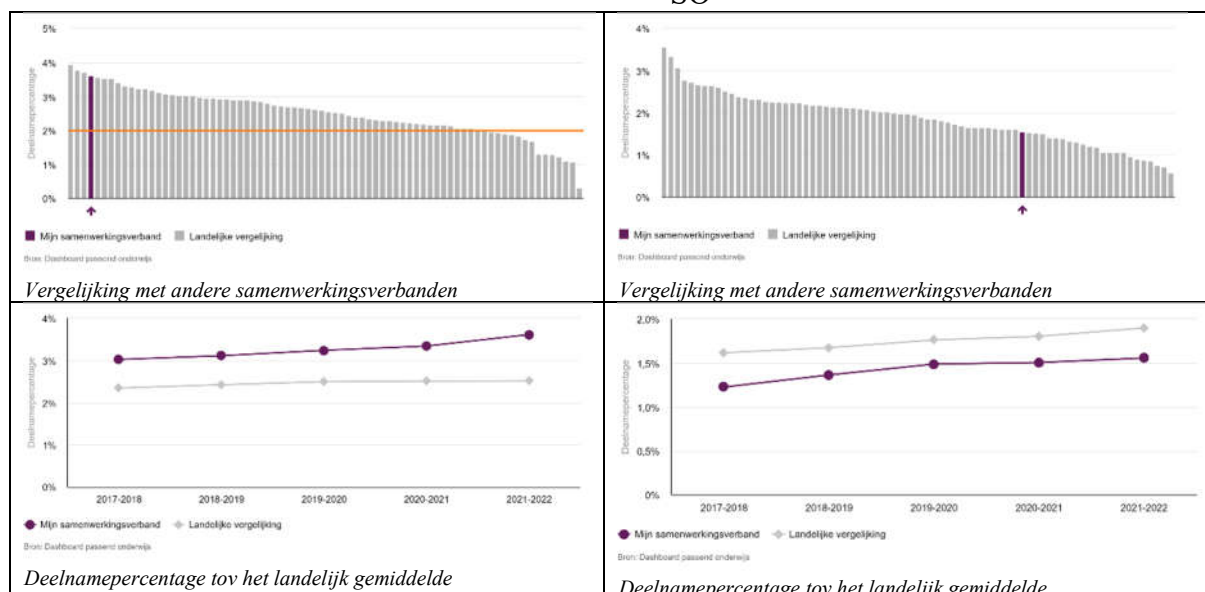 SO
5%
4%
3%
2%
1%
0%
Deelnamepercentage
Mijn samenwerkingsverband Landelijke vergelijking
Bron: Dashboard passend onderwijs
Vergelijking met andere samenwerkingsverbanden
4%
3%
2%
1%
0%
Deelnamepercentage
Mijn samenwerkingsverband Landelijke vergelijking
Bron: Dashboard passend onderwijs
Vergelijking met andere samenwerkingsverbanden
4%
3%
2%
1%
0%
Deelnamepercentage
2017-2018 2018-2019 2019-2020 2020-2021 2021-2022
Mijn samenwerkingsverband Landelijke vergelijking
Bron: Dashboard passend onderwijs
Deelnamepercentage tov het landelijk gemiddelde
2,0%
1,5%
1,0%
0,5%
0%
Deelnamepercentage
2017-2018 2018-2019 2019-2020 2020-2021 2021-2022
Mijn samenwerkingsverband Landelijke vergelijking
Bron: Dashboard passend onderwijs
Deelnamepercentage tov het landelijk gemiddelde